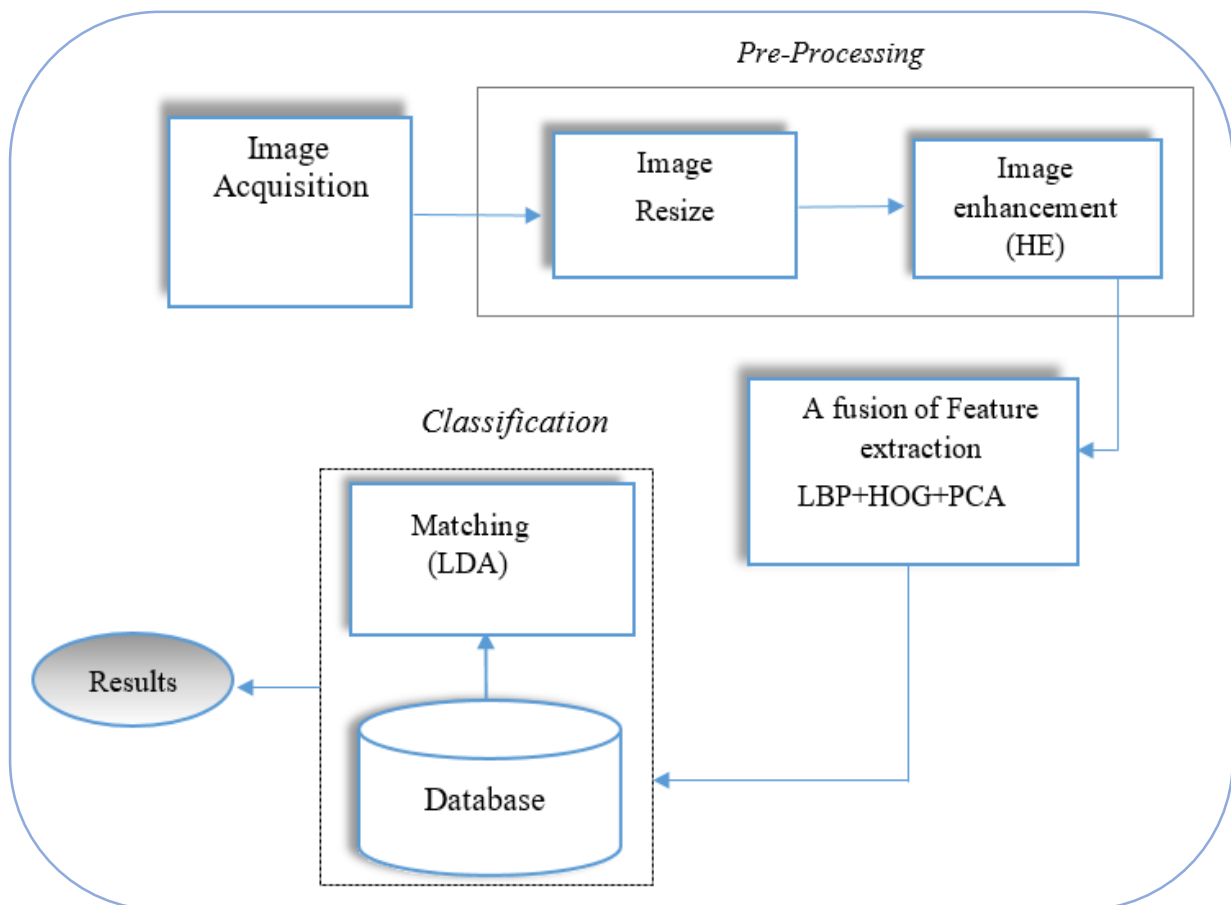 Pre-Processing
Image
Acquisition
Image
Resize
Image
enhancement
(HE)
A fusion of Feature
extraction
LBP+HOG+PCA
Classification
Matching
(LDA)
Database
Results